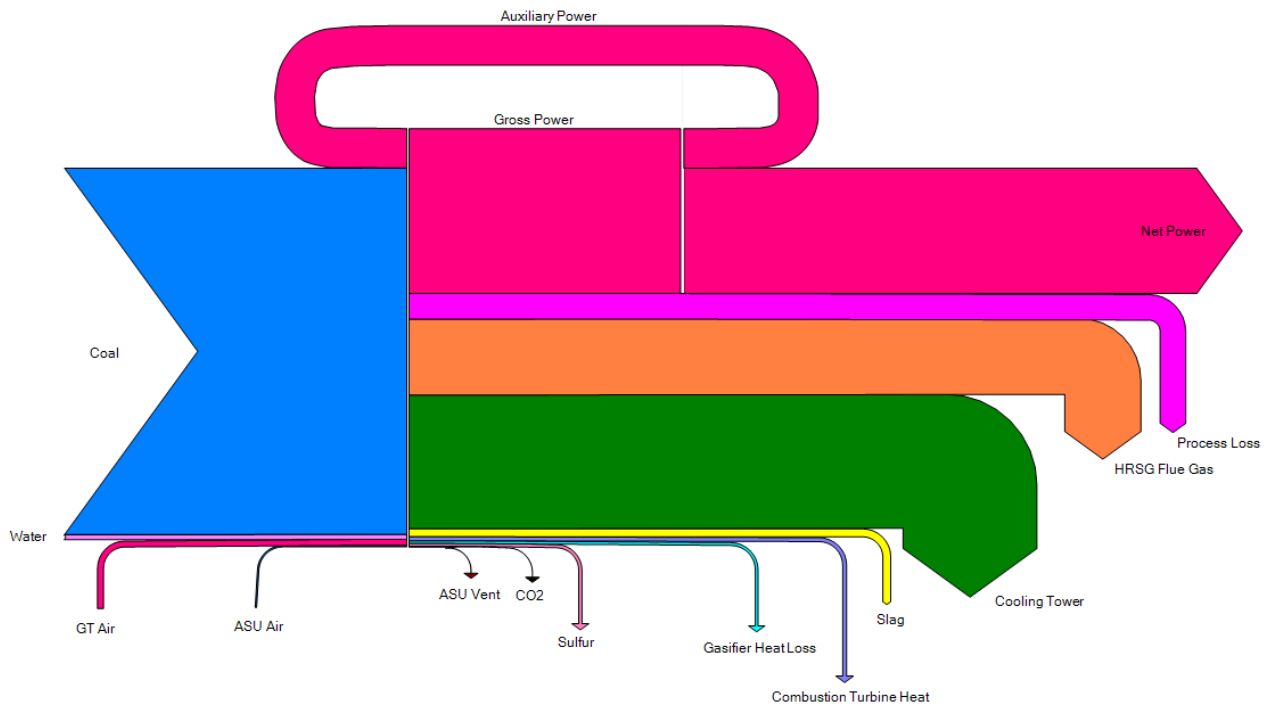 Auxiliary Power
Gross Power
Net Power
Coal
Process Loss
HRSG Flue Gas
Water
ASU Vent
CO2
Cooling Tower
GT Air
ASU Air
Slag
Sulfur
Gasifier Heat Loss
Combustion Turbine Heat